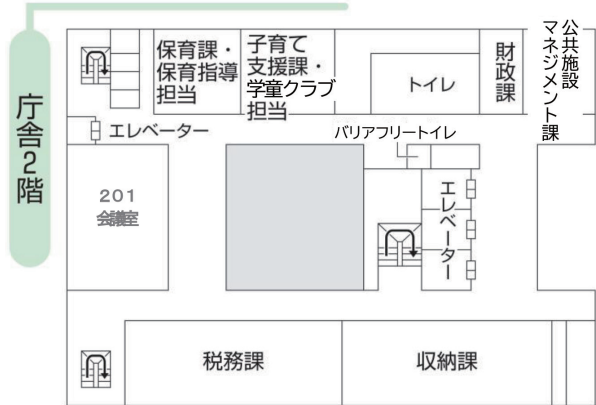 庁舎2階
保育課・
保育指導
担当
子育て
支援課・
学童クラブ
担当
トイレ
財政課
公共施設
マネジメント課
エレベーター
バリアフリートイレ
201
会議室
エレベーター
税務課
収納課